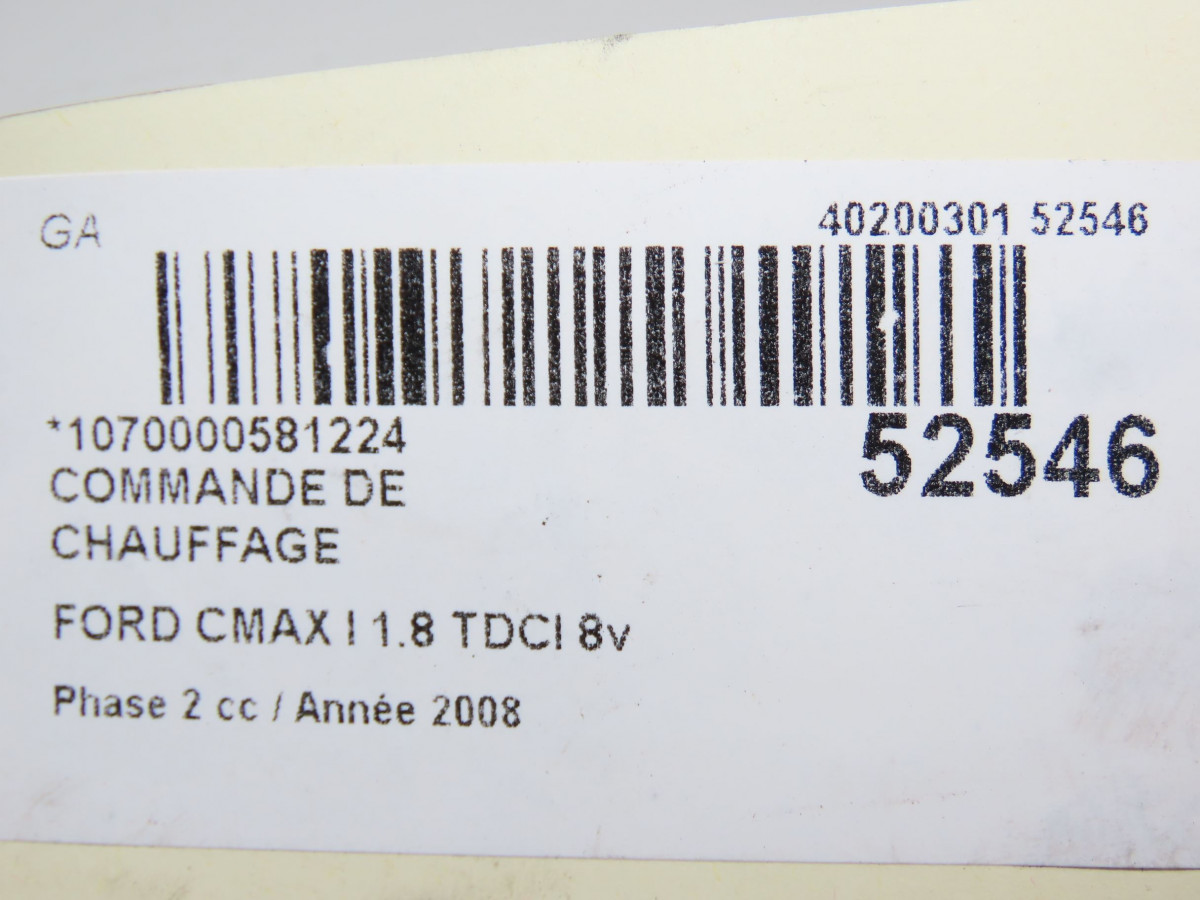 GA
40200301 52546
*1070000581224
52546
COMMANDE DE
CHAUFFAGE
FORD CMAX I 1.8 TDCI 8v
Phase 2 cc / Année 2008